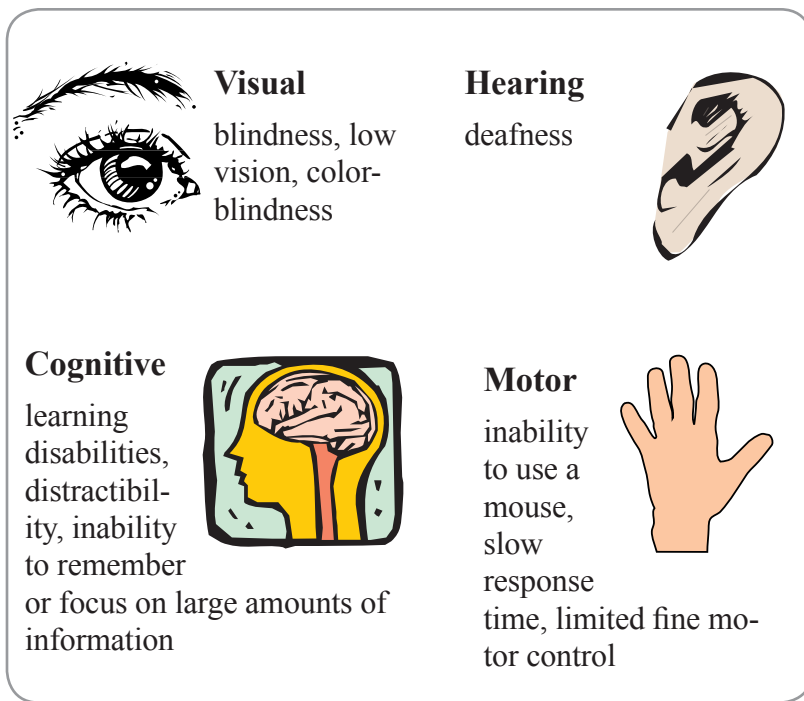 Visual
blindness, low
vision, color-
blindness
Hearing
deafness
Cognitive
learning
disabilities,
distractibil-
ity, inability
to remember
or focus on large amounts of
information
Motor
inability
to use a
mouse,
slow
response
time, limited fine mo-
tor control